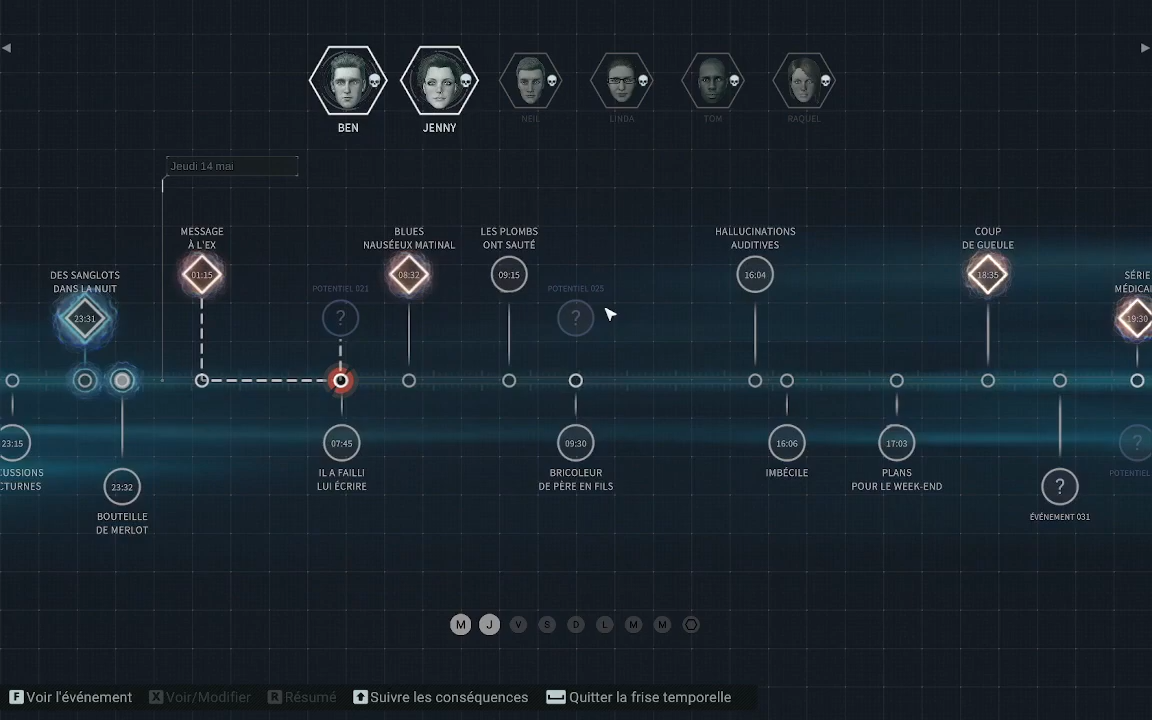 BEN
JENNY
NEIL
LINDA
TOM
RAQUEL
Jeudi 14 mai
MESSAGE
À L'EX
BLUES
NAUSÉEUX MATINAL
LES PLOMBS
ONT SAUTÉ
HALLUCINATIONS
AUDITIVES
COUP
DE GUEULE
DES SANGLOTS
DANS LA NUIT
SÉRIE
01:15
08:32
09:15
16:04
18:35
POTENTIEL 021
POTENTIEL 025
23:31
?
?
19:30
23:15
07:45
09:30
16:06
17:03
?
CUSSIONS
CTURNES
IL A FAILLI
LUI ÉCRIRE
BRICOLEUR
DE PÈRE EN FILS
IMBÉCILE
PLANS
POUR LE WEEK-END
POTENTIEL
23:32
?
BOUTEILLE
DE MERLOT
ÉVÉNEMENT 031
M J V S D L M M
F Voir l'événement X Voir/Modifier R Résumé Suivre les conséquences Quitter la frise temporelle